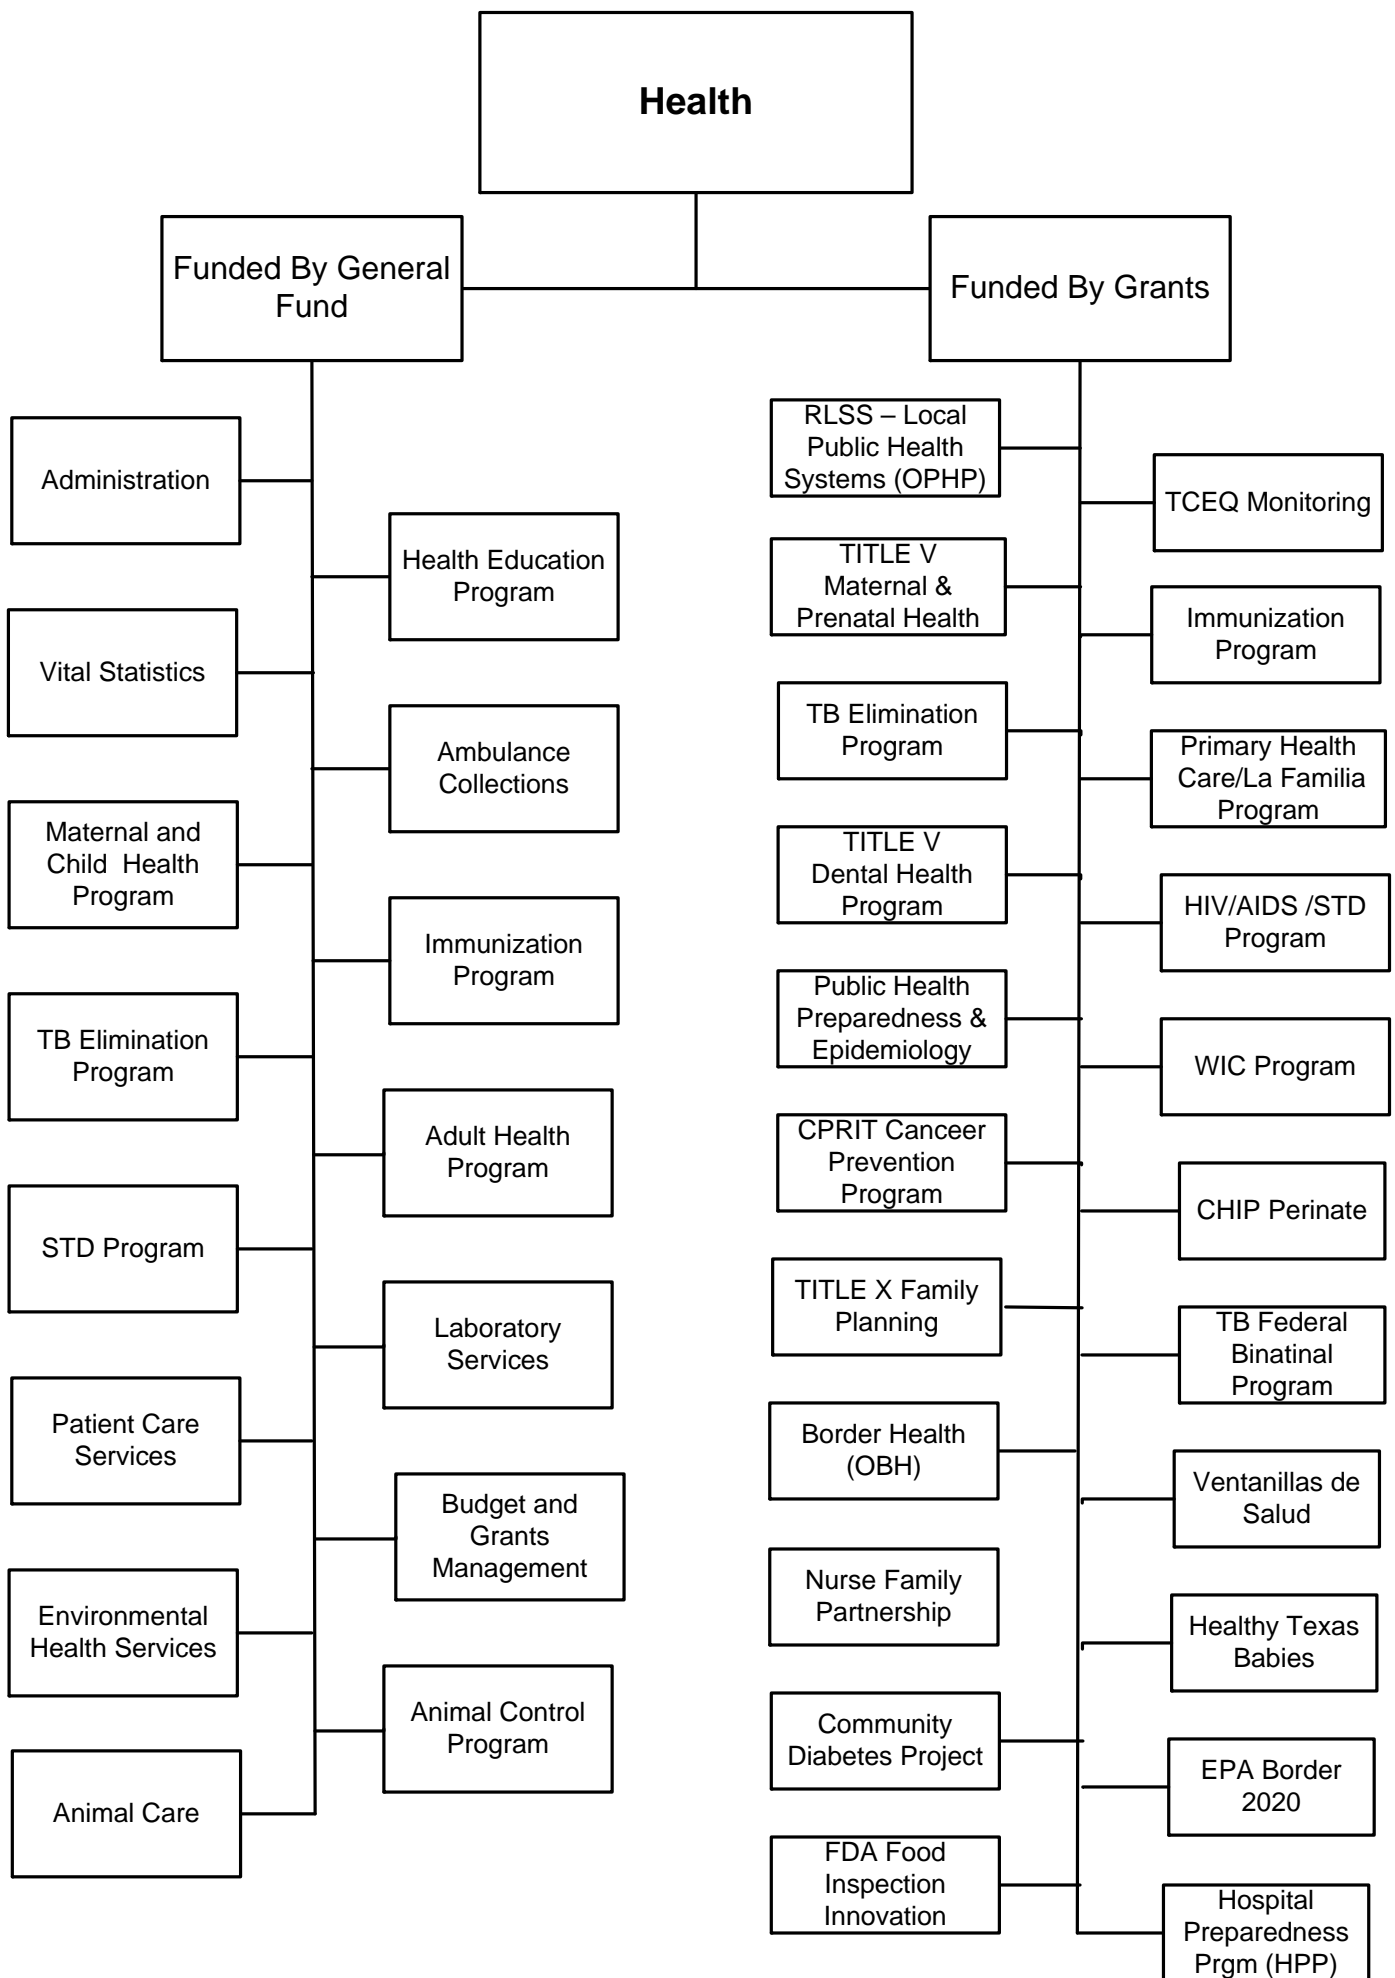 Health
Funded By General
Fund
Funded By Grants
Administration
Health Education
Program
Vital Statistics
Ambulance
Collections
Maternal and
Child  Health
Program
Immunization
Program
TB Elimination
Program
Adult Health
Program
STD Program
Laboratory
Services
Patient Care
Services
Budget and
Grants
Management
Environmental
Health Services
Animal Control
Program
Animal Care
RLSS – Local
Public Health
Systems (OPHP)
TCEQ Monitoring
TITLE V
Maternal &
Prenatal Health
Immunization
Program
TB Elimination
Program
Primary Health
Care/La Familia
Program
TITLE V
Dental Health
Program
HIV/AIDS /STD
Program
Public Health
Preparedness &
Epidemiology
WIC Program
CPRIT Canceer
Prevention
Program
CHIP Perinate
TITLE X Family
Planning
TB Federal
Binatinal
Program
Border Health
(OBH)
Ventanillas de
Salud
Nurse Family
Partnership
Healthy Texas
Babies
Community
Diabetes Project
EPA Border
2020
FDA Food
Inspection
Innovation
Hospital
Preparedness
Prgm (HPP)